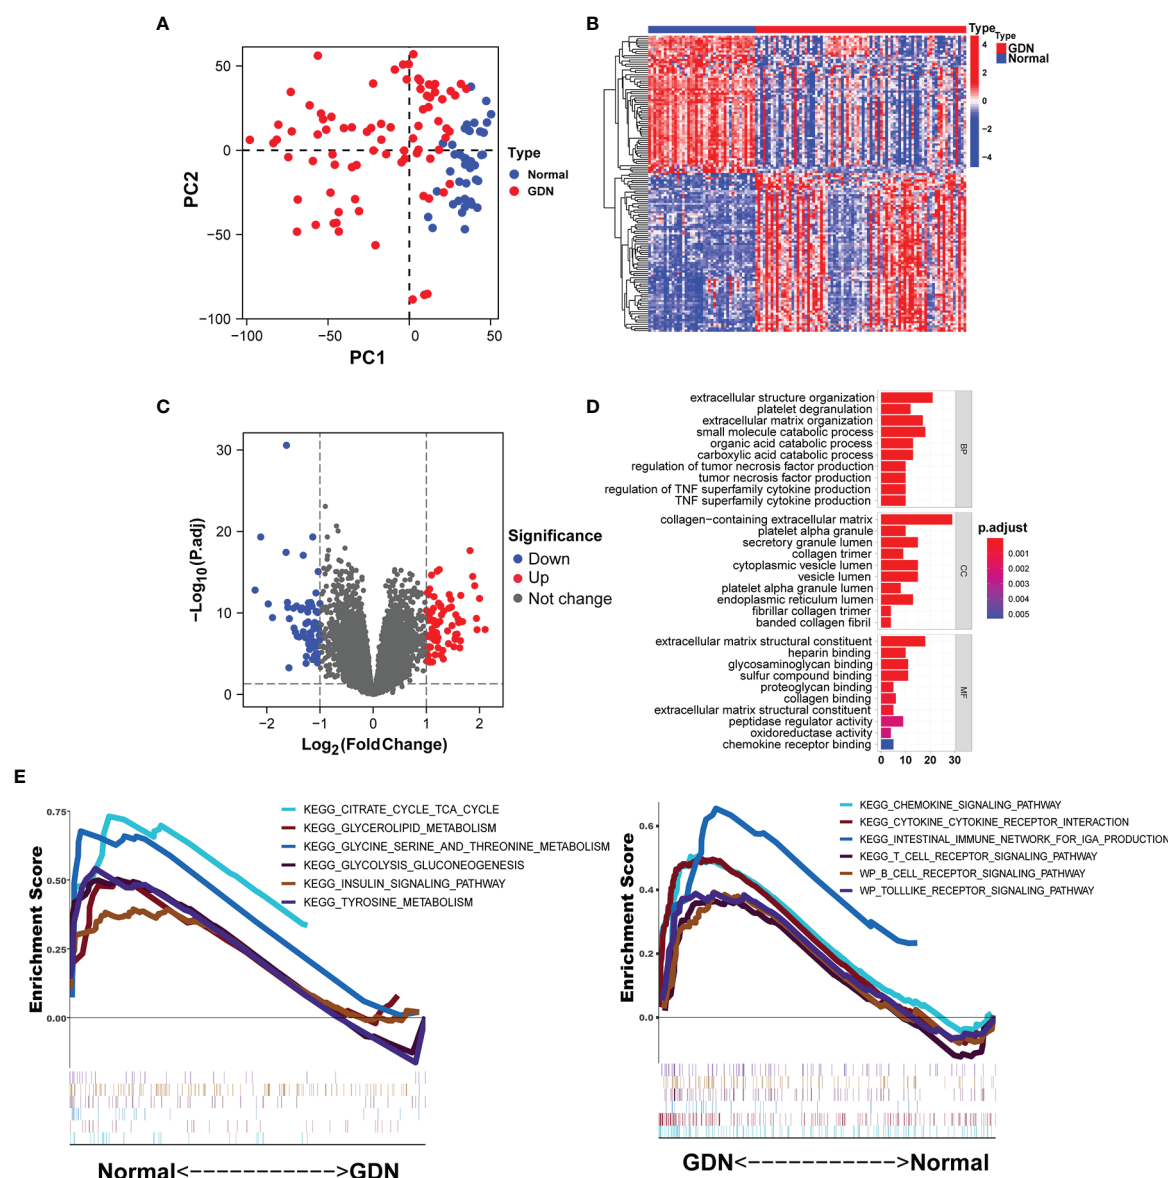 A
PC2
50
0
−50
−100
−100
−50
0
50
PC1
Type
Normal
GDN
B
Type
4
2
0
−2
−4
Type
GDN
Normal
C
−Log10(P.adj)
30
20
10
0
−2
−1
0
1
2
Log2(FoldChange)
Significance
Down
Up
Not change
D
extracellular structure organization
platelet degranulation
extracellular matrix organization
small molecule catabolic process
organic acid catabolic process
carboxylic acid catabolic process
regulation of tumor necrosis factor production
tumor necrosis factor production
regulation of TNF superfamily cytokine production
TNF superfamily cytokine production
BP
collagen−containing extracellular matrix
platelet alpha granule
secretory granule lumen
collagen trimer
cytoplasmic vesicle lumen
vesicle lumen
platelet alpha granule lumen
endoplasmic reticulum lumen
fibrillar collagen trimer
banded collagen fibril
CC
extracellular matrix structural constituent
heparin binding
glycosaminoglycan binding
sulfur compound binding
proteoglycan binding
collagen binding
extracellular matrix structural constituent
peptidase regulator activity
oxidoreductase activity
chemokine receptor binding
MF
0 10 20 30
p.adjust
0.001
0.002
0.003
0.004
0.005
E
Enrichment Score
0.75
0.50
0.25
0.00
KEGG_CITRATE_CYCLE_TCA_CYCLE
KEGG_GLYCEROLIPID_METABOLISM
KEGG_GLYCINE_SERINE_AND_THREONINE_METABOLISM
KEGG_GLYCOLYSIS_GLUCONEOGENESIS
KEGG_INSULIN_SIGNALING_PATHWAY
KEGG_TYROSINE_METABOLISM
Normal<------------>GDN
Enrichment Score
0.6
0.4
0.2
0.0
KEGG_CHEMOKINE_SIGNALING_PATHWAY
KEGG_CYTOKINE_CYTOKINE_RECEPTOR_INTERACTION
KEGG_INTESTINAL_IMMUNE_NETWORK_FOR_IGA_PRODUCTION
KEGG_T_CELL_RECEPTOR_SIGNALING_PATHWAY
WP_B_CELL_RECEPTOR_SIGNALING_PATHWAY
WP_TOLLLIKE_RECEPTOR_SIGNALING_PATHWAY
GDN<------------->Normal